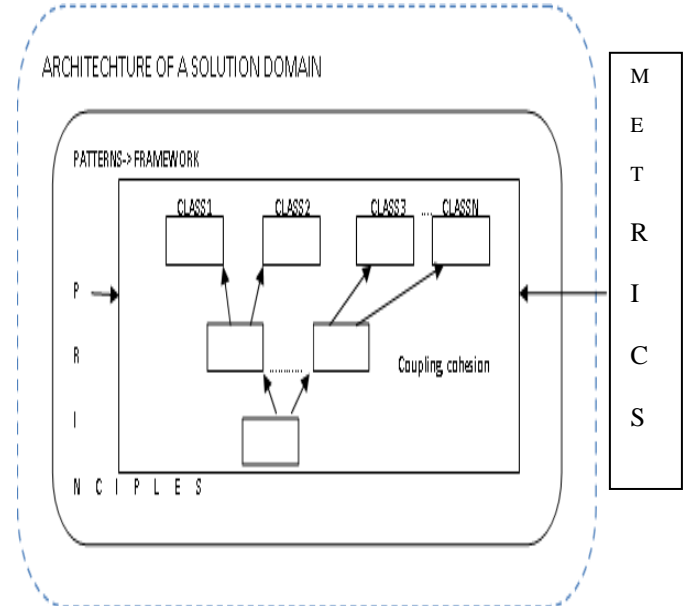 ARCHITECHTURE OF A SOLUTION DOMAIN
PATTERNS-> FRAMEWORK
CLASS1 CLASS2 CLASS3 .... CLASSN
P
R
I
N C I P L E S
............
Coupling, cohesion
M
E
T
R
I
C
S